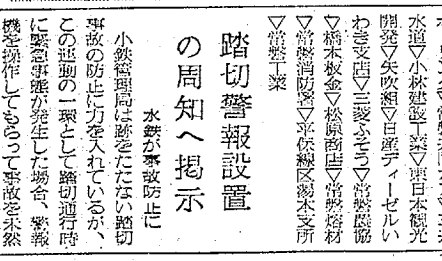 水道▽小林建設工業▽東日本観光
開発▽矢吹組▽日産ディーゼルい
わき支店▽三菱ふそう▽常磐農協
▽橋本板金▽松原商店▽常磐熔材
▽常磐消防署▽平保線区湯本支所
▽常磐工業
踏切警報設置
の周知へ掲示
水鉄が事故防止に
小鉄管理局は跡をたたない踏切
事故の防止に力を入れているが、
この運動の一環として踏切通行時
に緊急事態が発生した場合、警報
機を操作してもらって事故を未然